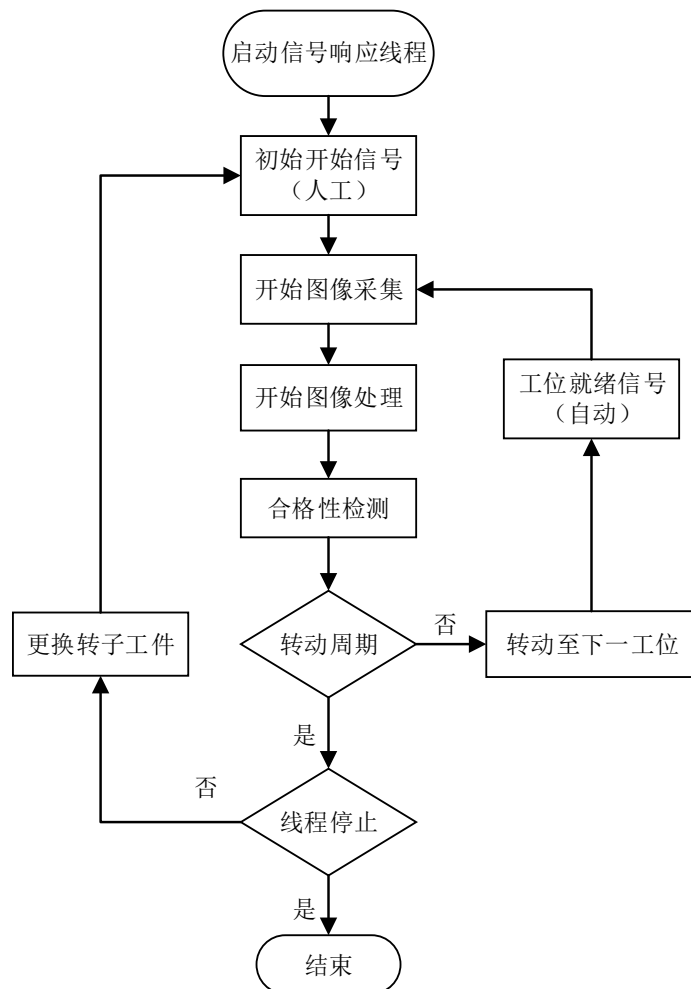 启动信号响应线程
初始开始信号
（人工）
开始图像采集
工位就绪信号
（自动）
开始图像处理
合格性检测
更换转子工件
转动周期
否
转动至下一工位
是
否
线程停止
是
结束